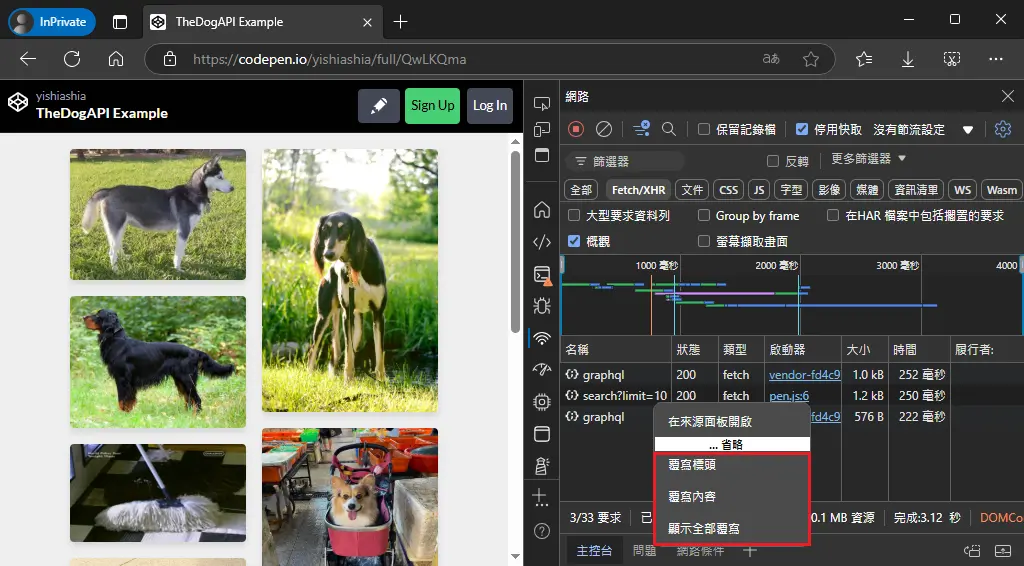 InPrivate
TheDogAPI Example
https://codepen.io/yishiashia/full/QwLKQma
aあ
yishiashia
TheDogAPI Example
Sign Up
Log In
網路
保留記錄檔
停用快取
沒有節流設定
篩選器
反轉
更多篩選器
全部
Fetch/XHR
文件
CSS
JS
字型
影像
媒體
資訊清單
WS
Wasm
大型要求資料列
Group by frame
在HAR 檔案中包括擱置的要求
概觀
螢幕擷取畫面
1000 毫秒
2000 毫秒
3000 毫秒
4000
名稱
狀態
類型
啟動器
大小
時間
履行者:
graphql
200
fetch
vendor-fd4c9
1.0 kB
252 毫秒
search?limit=10
200
fetch
pen.js:6
1.2 kB
250 毫秒
graphql
fd4c9
576 B
222 毫秒
在來源面板開啟
... 省略
覆寫標頭
覆寫內容
顯示全部覆寫
3/33 要求
已
0.1 MB 資源
完成:3.12 秒
DOMCo
主控台
問題
網路條件